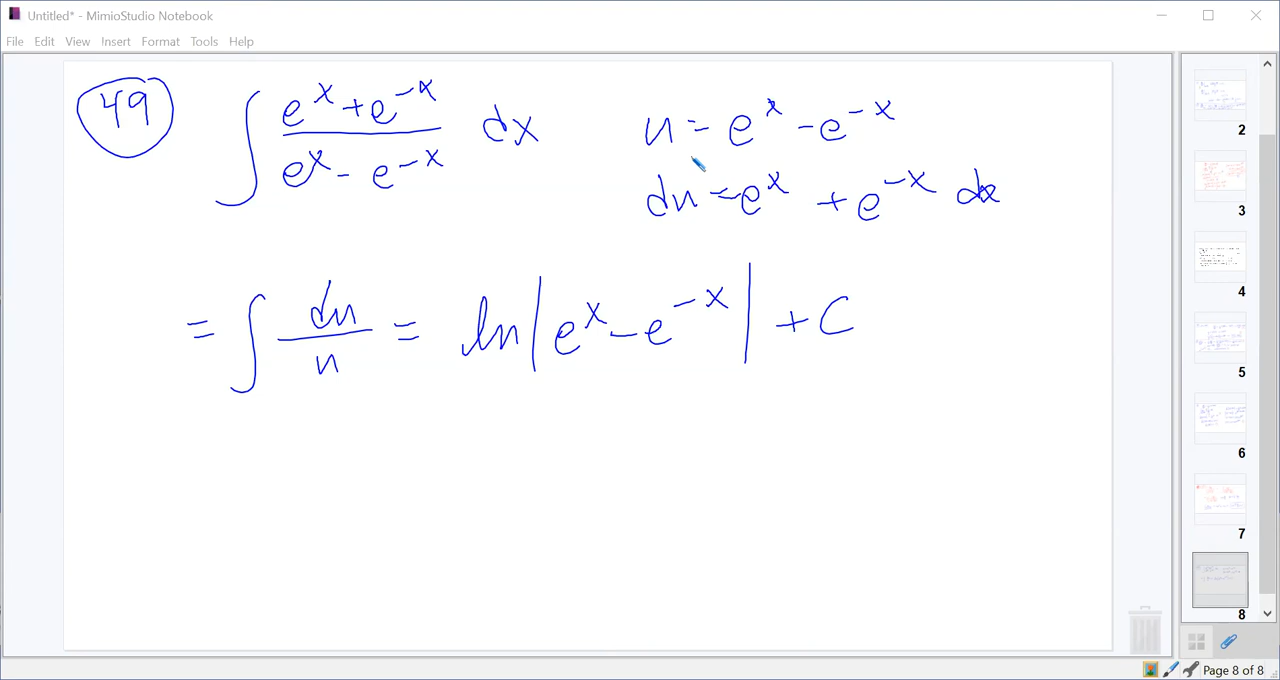 Untitled* - MimioStudio Notebook
File Edit View Insert Format Tools Help
49 ∫ (e^x + e^-x)/(e^x - e^-x) dx
u = e^x - e^-x
du = e^x + e^-x dx
= ∫ du/u = ln|e^x - e^-x| + C
2
3
4
5
6
7
8
Page 8 of 8